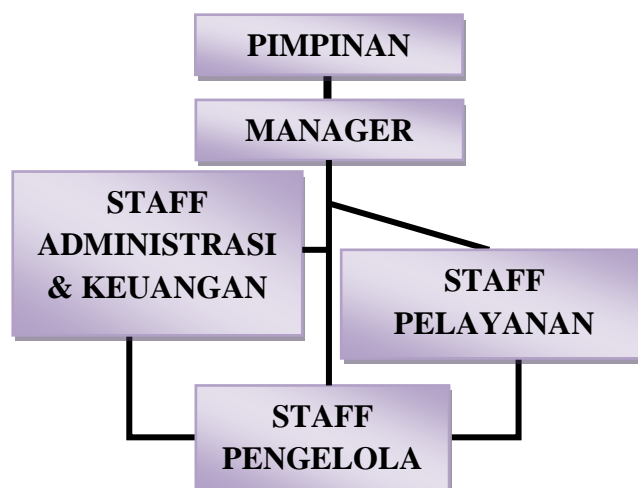 PIMPINAN
MANAGER
STAFF
ADMINISTRASI
& KEUANGAN
STAFF
PELAYANAN
STAFF
PENGELOLA